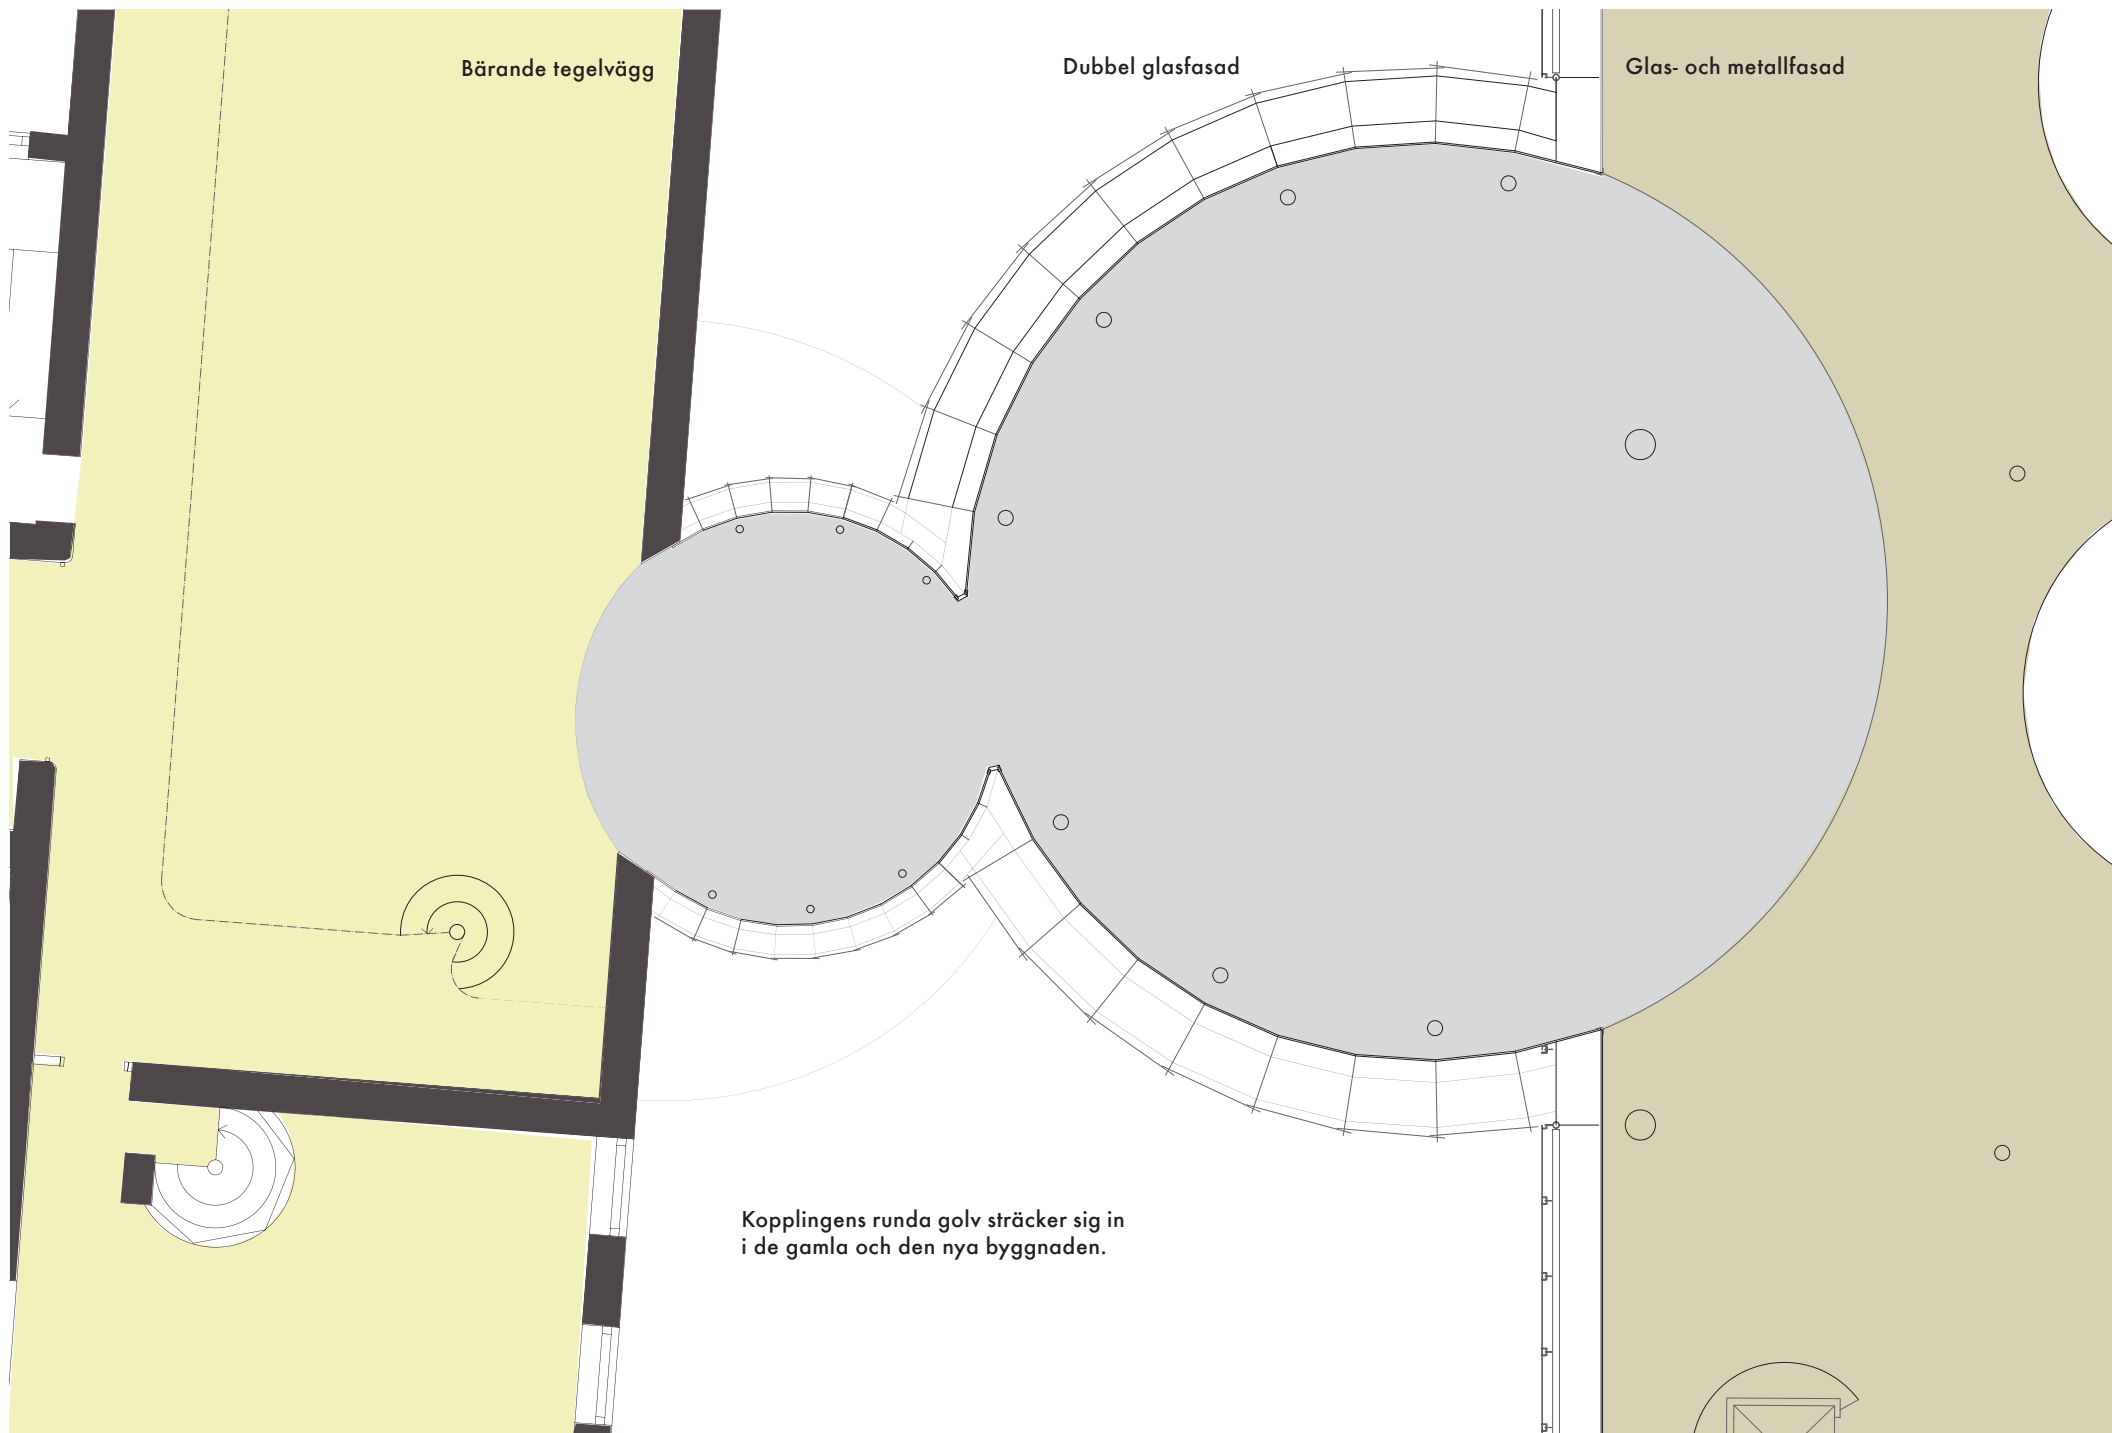 Bärande tegelvägg
Dubbel glasfasad
Glas- och metallfasad
Kopplingens runda golv sträcker sig in
i de gamla och den nya byggnaden.